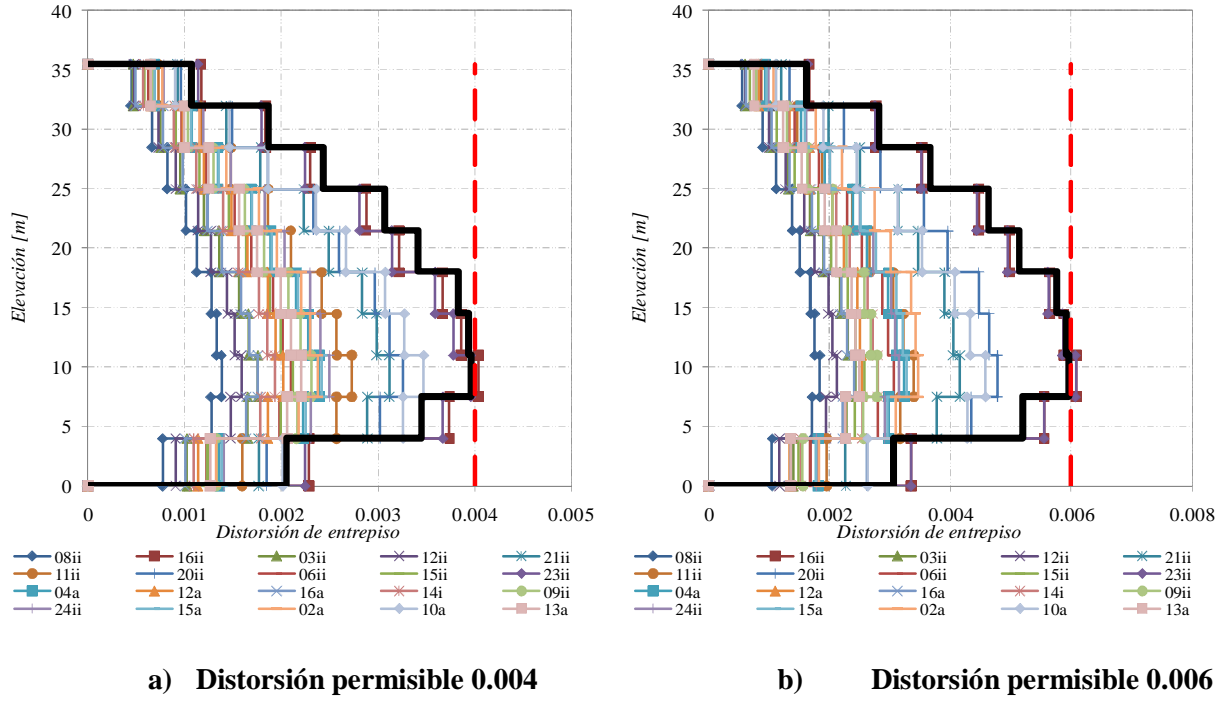 40
35
30
25
20
15
10
5
0
Elevación [m]
0 0.001 0.002 0.003 0.004 0.005
Distorsión de entrepiso
08ii 16ii 03ii 12ii 21ii
11ii 20ii 06ii 15ii 23ii
04a 12a 16a 14i 09ii
24ii 15a 02a 10a 13a
a) Distorsión permisible 0.004
40
35
30
25
20
15
10
5
0
Elevación [m]
0 0.002 0.004 0.006 0.008
Distorsión de entrepiso
08ii 16ii 03ii 12ii 21ii
11ii 20ii 06ii 15ii 23ii
04a 12a 16a 14i 09ii
24ii 15a 02a 10a 13a
b) Distorsión permisible 0.006